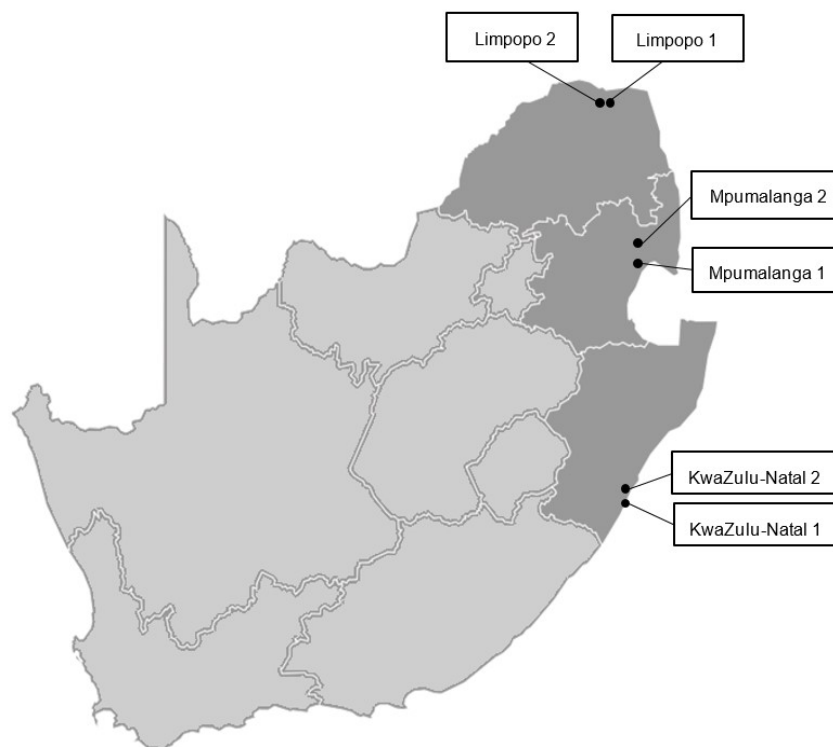 Limpopo 2
Limpopo 1
Mpumalanga 2
Mpumalanga 1
KwaZulu-Natal 2
KwaZulu-Natal 1